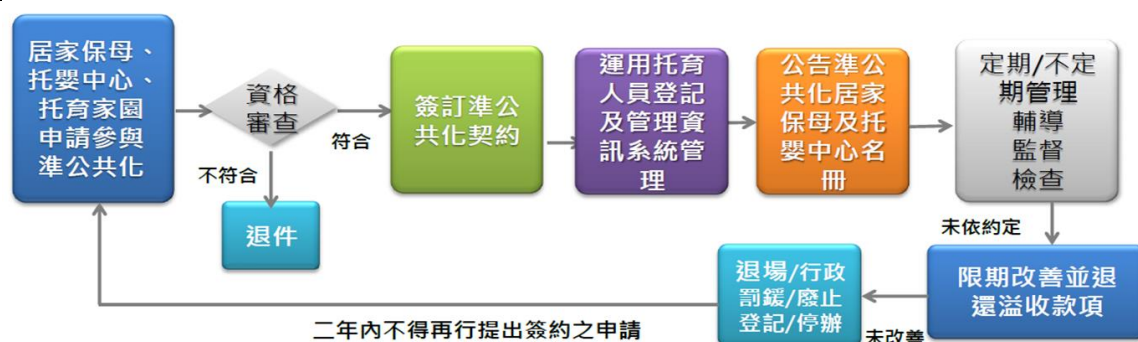 居家保母、
托嬰中心、
托育家園
申請參與
準公共化
資格
審查
符合
不符合
退件
簽訂準公
共化契約
運用托育
人員登記
及管理資
訊系統管
理
公告準公
共化居家
保母及托
嬰中心名
冊
定期/不定
期管理
輔導
監督
檢查
未依約定
限期改善並退
還溢收款項
未改善
退場/行政
罰鍰/廢止
登記/停辦
二年內不得再行提出簽約之申請